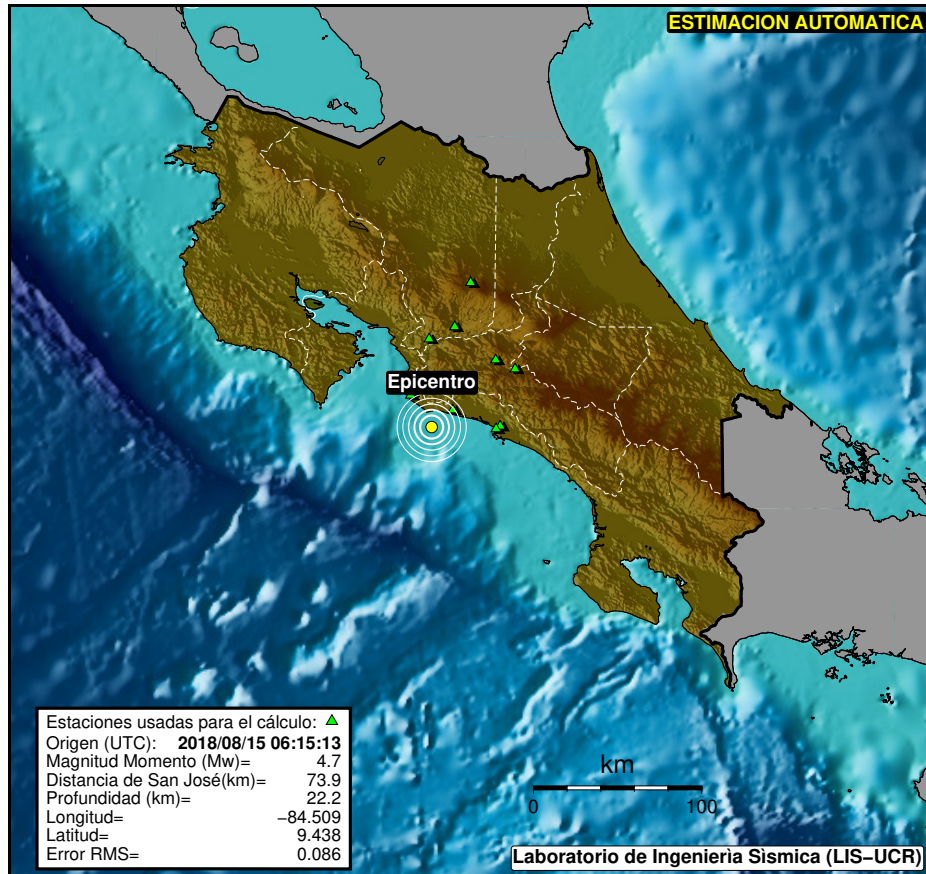 ESTIMACION AUTOMATICA
Epicentro
Estaciones usadas para el cálculo:
Origen (UTC): 2018/08/15 06:15:13
Magnitud Momento (Mw)= 4.7
Distancia de San José(km)= 73.9
Profundidad (km)= 22.2
Longitud= −84.509
Latitud= 9.438
Error RMS= 0.086
km
0 100
Laboratorio de Ingenierìa Sìsmica (LIS−UCR)